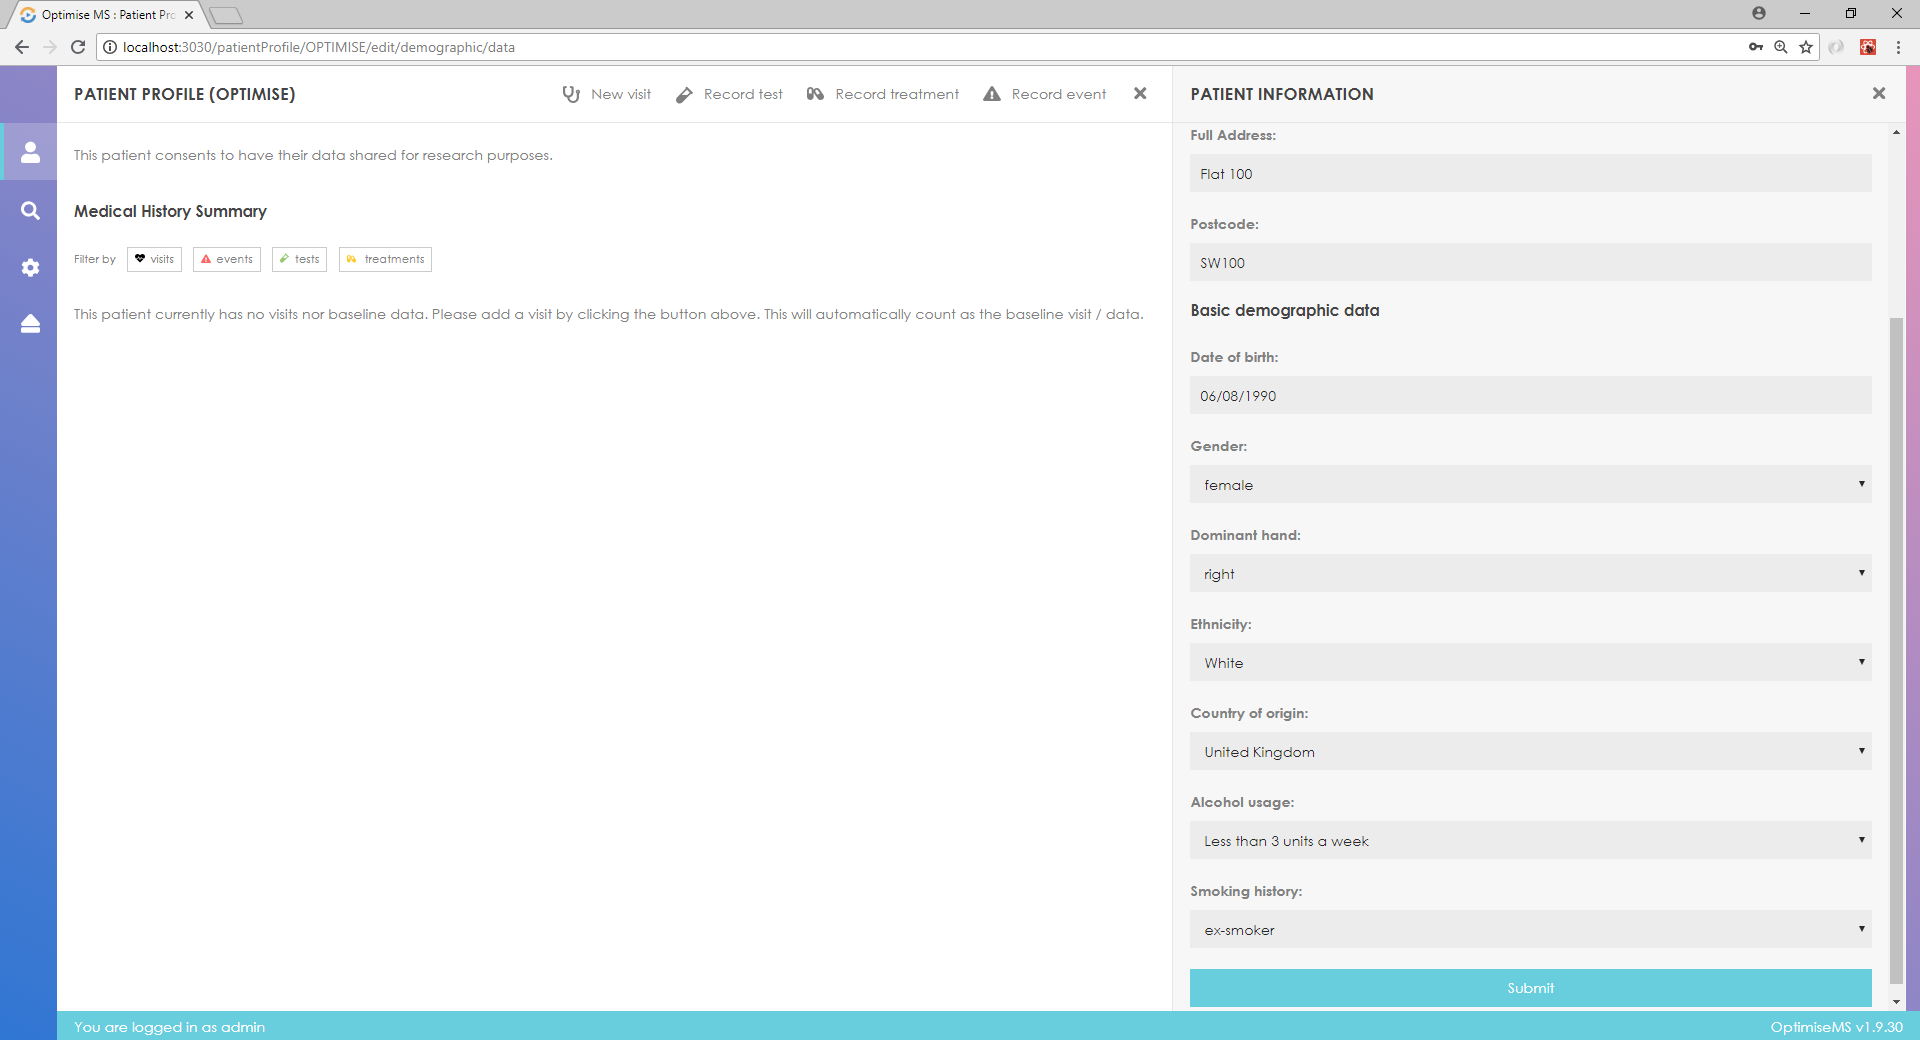 Optimise MS : Patient Pro
localhost:3030/patientProfile/OPTIMISE/edit/demographic/data
PATIENT PROFILE (OPTIMISE)
New visit
Record test
Record treatment
Record event
This patient consents to have their data shared for research purposes.
Medical History Summary
Filter by
visits
events
tests
treatments
This patient currently has no visits nor baseline data. Please add a visit by clicking the button above. This will automatically count as the baseline visit / data.
PATIENT INFORMATION
Full Address:
Flat 100
Postcode:
SW100
Basic demographic data
Date of birth:
06/08/1990
Gender:
female
Dominant hand:
right
Ethnicity:
White
Country of origin:
United Kingdom
Alcohol usage:
Less than 3 units a week
Smoking history:
ex-smoker
Submit
You are logged in as admin
OptimiseMS v1.9.30